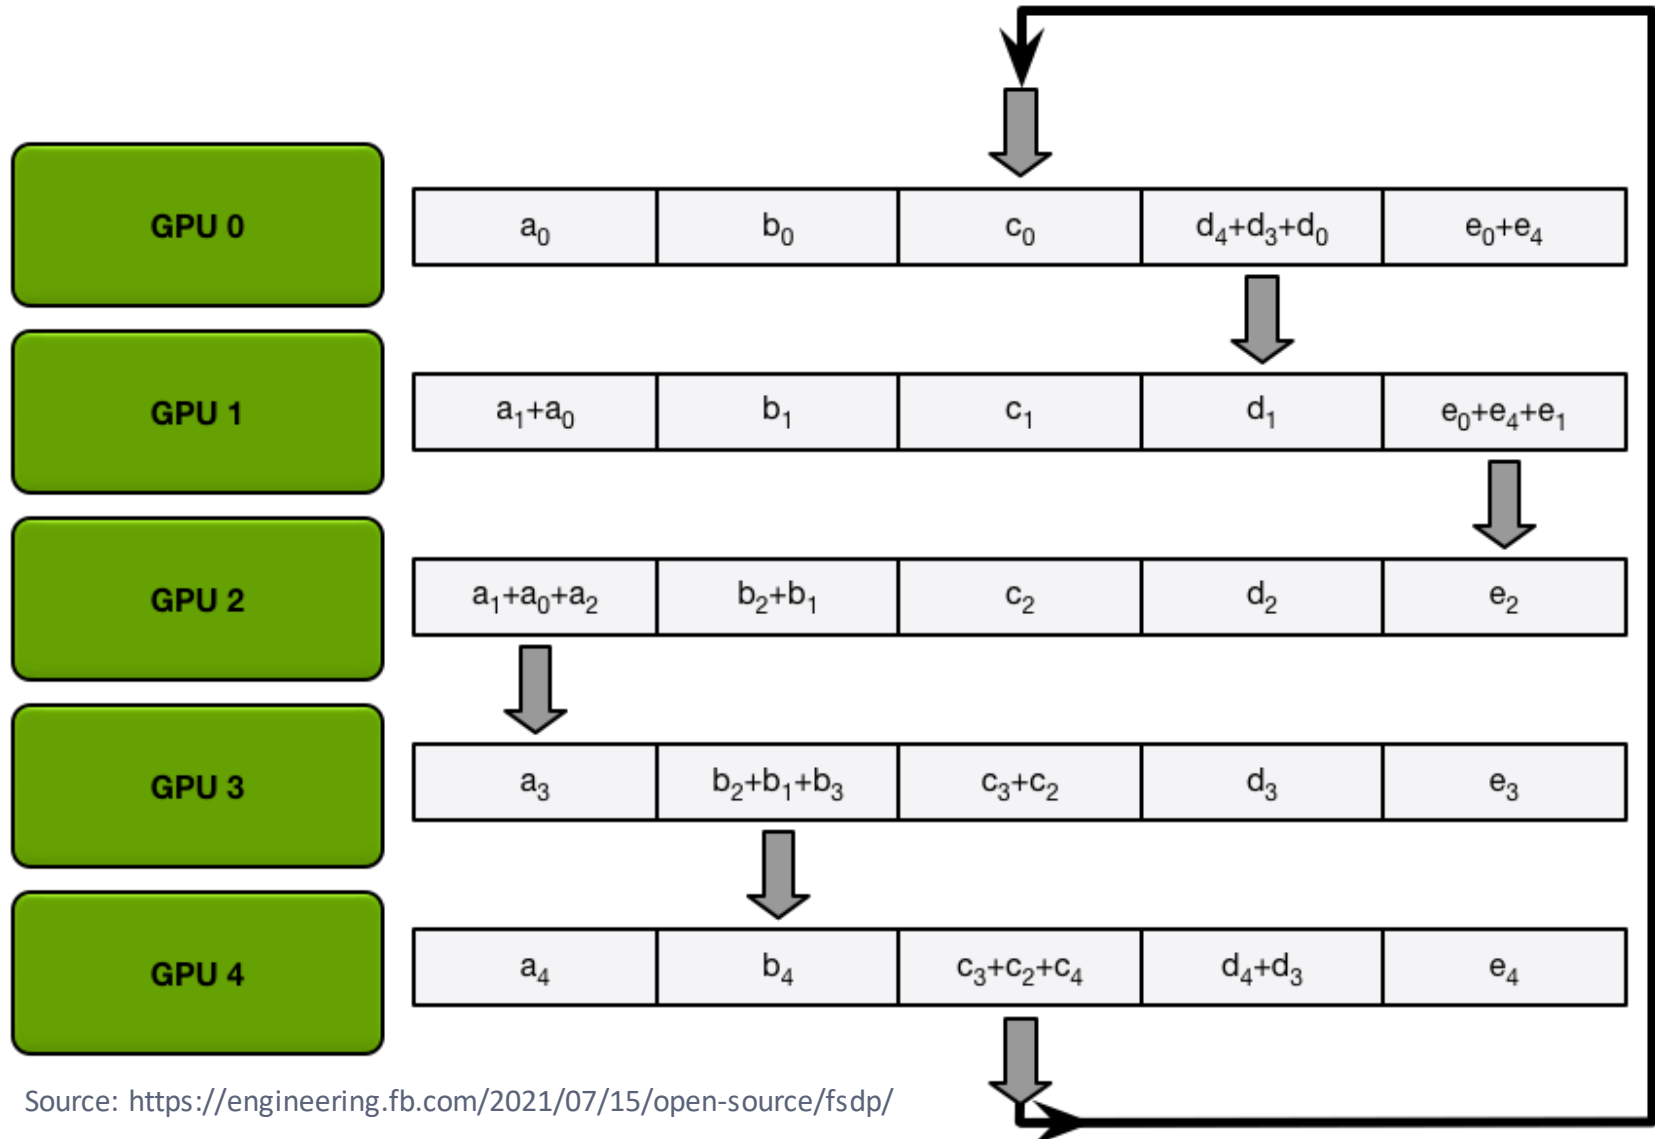 GPU 0 a₀ b₀ c₀ d₄+d₃+d₀ e₀+e₄
GPU 1 a₁+a₀ b₁ c₁ d₁ e₀+e₄+e₁
GPU 2 a₁+a₀+a₂ b₂+b₁ c₂ d₂ e₂
GPU 3 a₃ b₂+b₁+b₃ c₃+c₂ d₃ e₃
GPU 4 a₄ b₄ c₃+c₂+c₄ d₄+d₃ e₄
Source: https://engineering.fb.com/2021/07/15/open-source/fsdp/